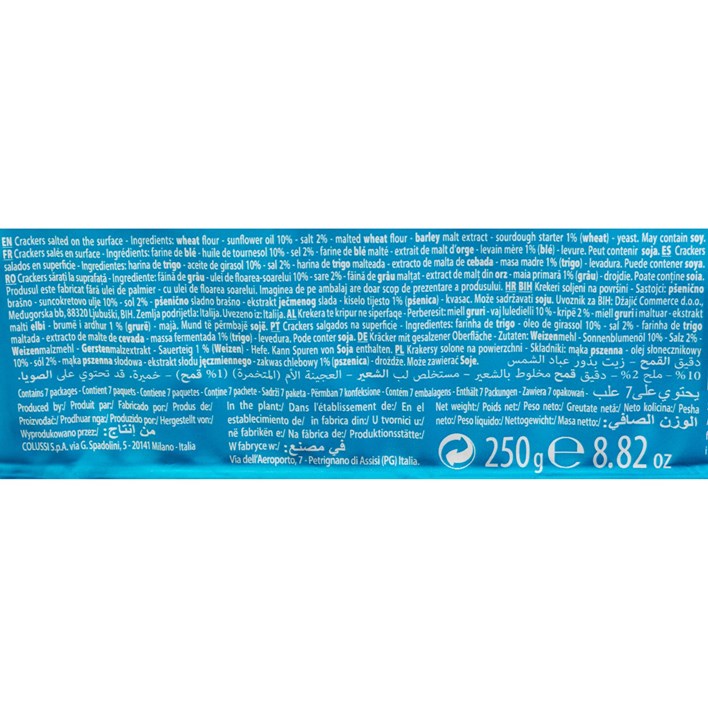 EN Crackers salted on the surface - Ingredients: wheat flour - sunflower oil 10% - salt 2% - malted wheat flour - barley malt extract - sourdough starter 1% (wheat) - yeast. May contain soy.
FR Crackers salés en surface - Ingrédients: farine de blé - huile de tournesol 10% - sel 2% - farine de blé malté - extrait de malt d'orge - levain mère 1% (blé) - levure. Peut contenir soja. ES Crackers
salados en superficie - Ingredientes: harina de trigo - aceite de girasol 10% - sal 2% - harina de trigo malteada - extracto de malta de cebada - masa madre 1% (trigo) - levadura. Puede contener soya.
RO Crackers sărați la suprafață - Ingrediente: făină de grâu - ulei de floarea-soarelui 10% - sare 2% - făină de grâu malțat - extract de malt din orz - maia primară 1% (grâu) - drojdie. Poate conține soia.
Produsul este fabricat fără ulei de palmier - cu ulei de floarea soarelui. Imaginea de pe ambalaj are doar scop de prezentare a produsului. HR BIH Krekeri soljeni na površini - Sastojci: pšenično
brašno - suncokretovo ulje 10% - sol 2% - pšenično sladno brašno - ekstrakt ječmenog slada - kiselo tijesto 1% (pšenica) - kvasac. Može sadržavati soju. Uvoznik za BIH: Džajić Commerce d.o.o.,
Međugorska bb, 88320 Ljubuški, BIH. Zemlja podrijetla: Italija. Uvezeno iz: Italija. AL Krekera te kripur ne siperfaqe - Perberesit: miell gruri - vaj luledielli 10% - kripë 2% - miell gruri i maltuar - ekstrakt
malti elbi - brumë i ardhur 1 % (grurë) - majā. Mund të përmbajë sojë. PT Crackers salgados na superfície - Ingredientes: farinha de trigo - óleo de girassol 10% - sal 2% - farinha de trigo
maltada - extrato de malte de cevada - massa fermentada 1% (trigo) - levedura. Pode conter soja. DE Kräcker mit gesalzener Oberfläche - Zutaten: Weizenmehl - Sonnenblumenöl 10% - Salz 2% -
Weizenmalzmehl - Gerstenmalzextrakt - Sauerteig 1 % (Weizen) - Hefe. Kann Spuren von Soja enthalten. PL Krakersy solone na powierzchni - Składniki: mąka pszenna - olej słonecznikowy
10% - sól 2% - mąka pszenna słodowa - ekstrakt słodu jęczmiennego - zakwas chlebowy 1% (pszenica) - drożdże. Może zawierać Soje. دقيق القمح - زيت بذور عباد الشمس
10% - ملح 2% - دقيق قمح مخلوط بالشعير - مستخلص لب الشعير - العجينة الأم (المتخمرة) (1% قمح) - خميرة. قد تحتوي على الصويا.
Contains 7 packages - Contient 7 paquets - Contiene 7 paquetes - Conține 7 pachete - Sadrži 7 paketa - Përmban 7 konfeksione - Contém 7 embalagens - Enthält 7 Packungen - Zawiera 7 opakowań - يحتوي على 7 علب
Produced by:/ Produit par:/ Fabricado por:/ Produs de:/
Proizvođač:/ Prodhuar nga:/ Produzido por:/ Hergestellt von:/
Wyprodukowano przez:/ من إنتاج:
COLUSSI S.p.A. via G. Spadolini, 5 - 20141 Milano - Italia
In the plant:/ Dans l'établissement de:/ En el
establecimiento de:/ in fabrica din:/ U tvornici u:/
në fabrikën e:/ Na fábrica de:/ Produktionsstätte:/
W fabryce w:/ في مصنع:
Via dell'Aeroporto, 7 - Petrignano di Assisi (PG) Italia.
Net weight:/ Poids net:/ Peso neto:/ Greutate netă:/ Neto kolicina:/ Pesha
neto:/ Peso líquido:/ Nettogewicht:/ Masa netto:/ الوزن الصافي:
250 g ℮ 8.82 oz